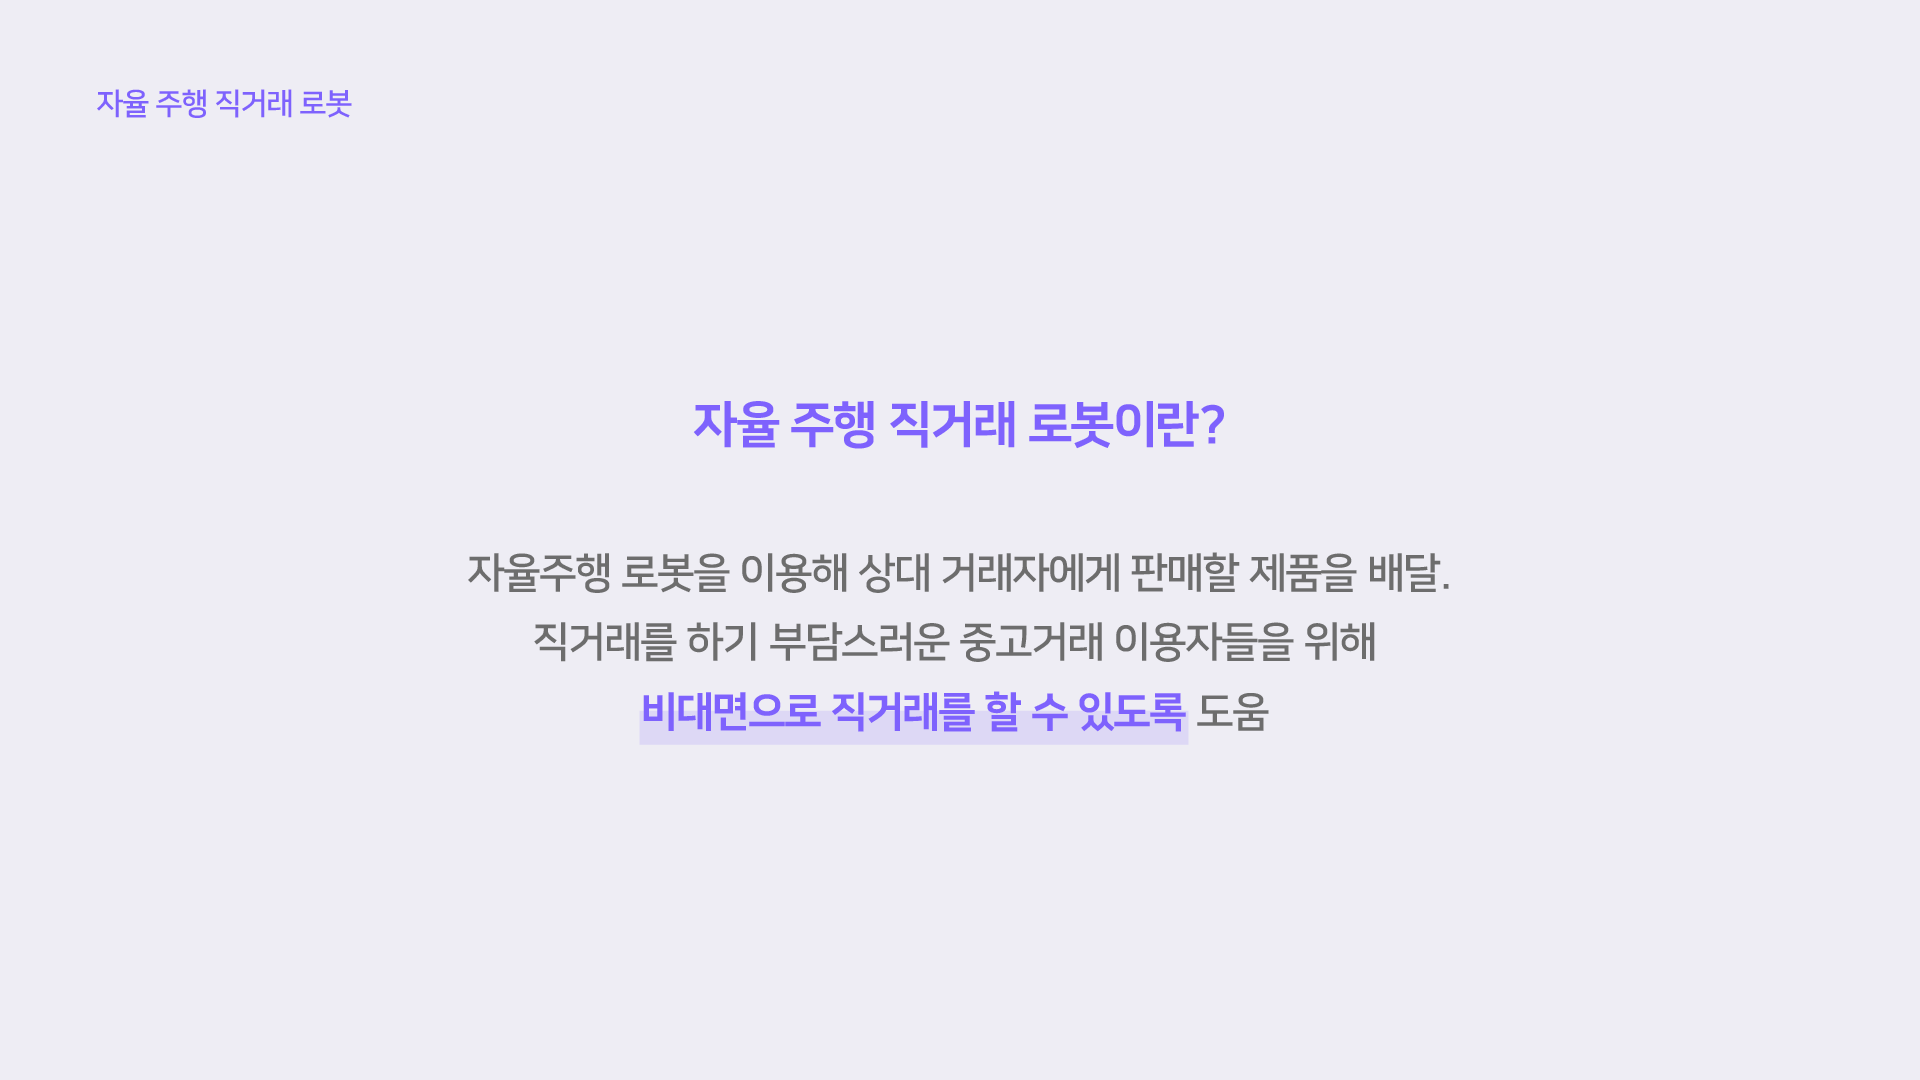 자율 주행 직거래 로봇
자율 주행 직거래 로봇이란?
자율주행 로봇을 이용해 상대 거래자에게 판매할 제품을 배달.
직거래를 하기 부담스러운 중고거래 이용자들을 위해
비대면으로 직거래를 할 수 있도록 도움